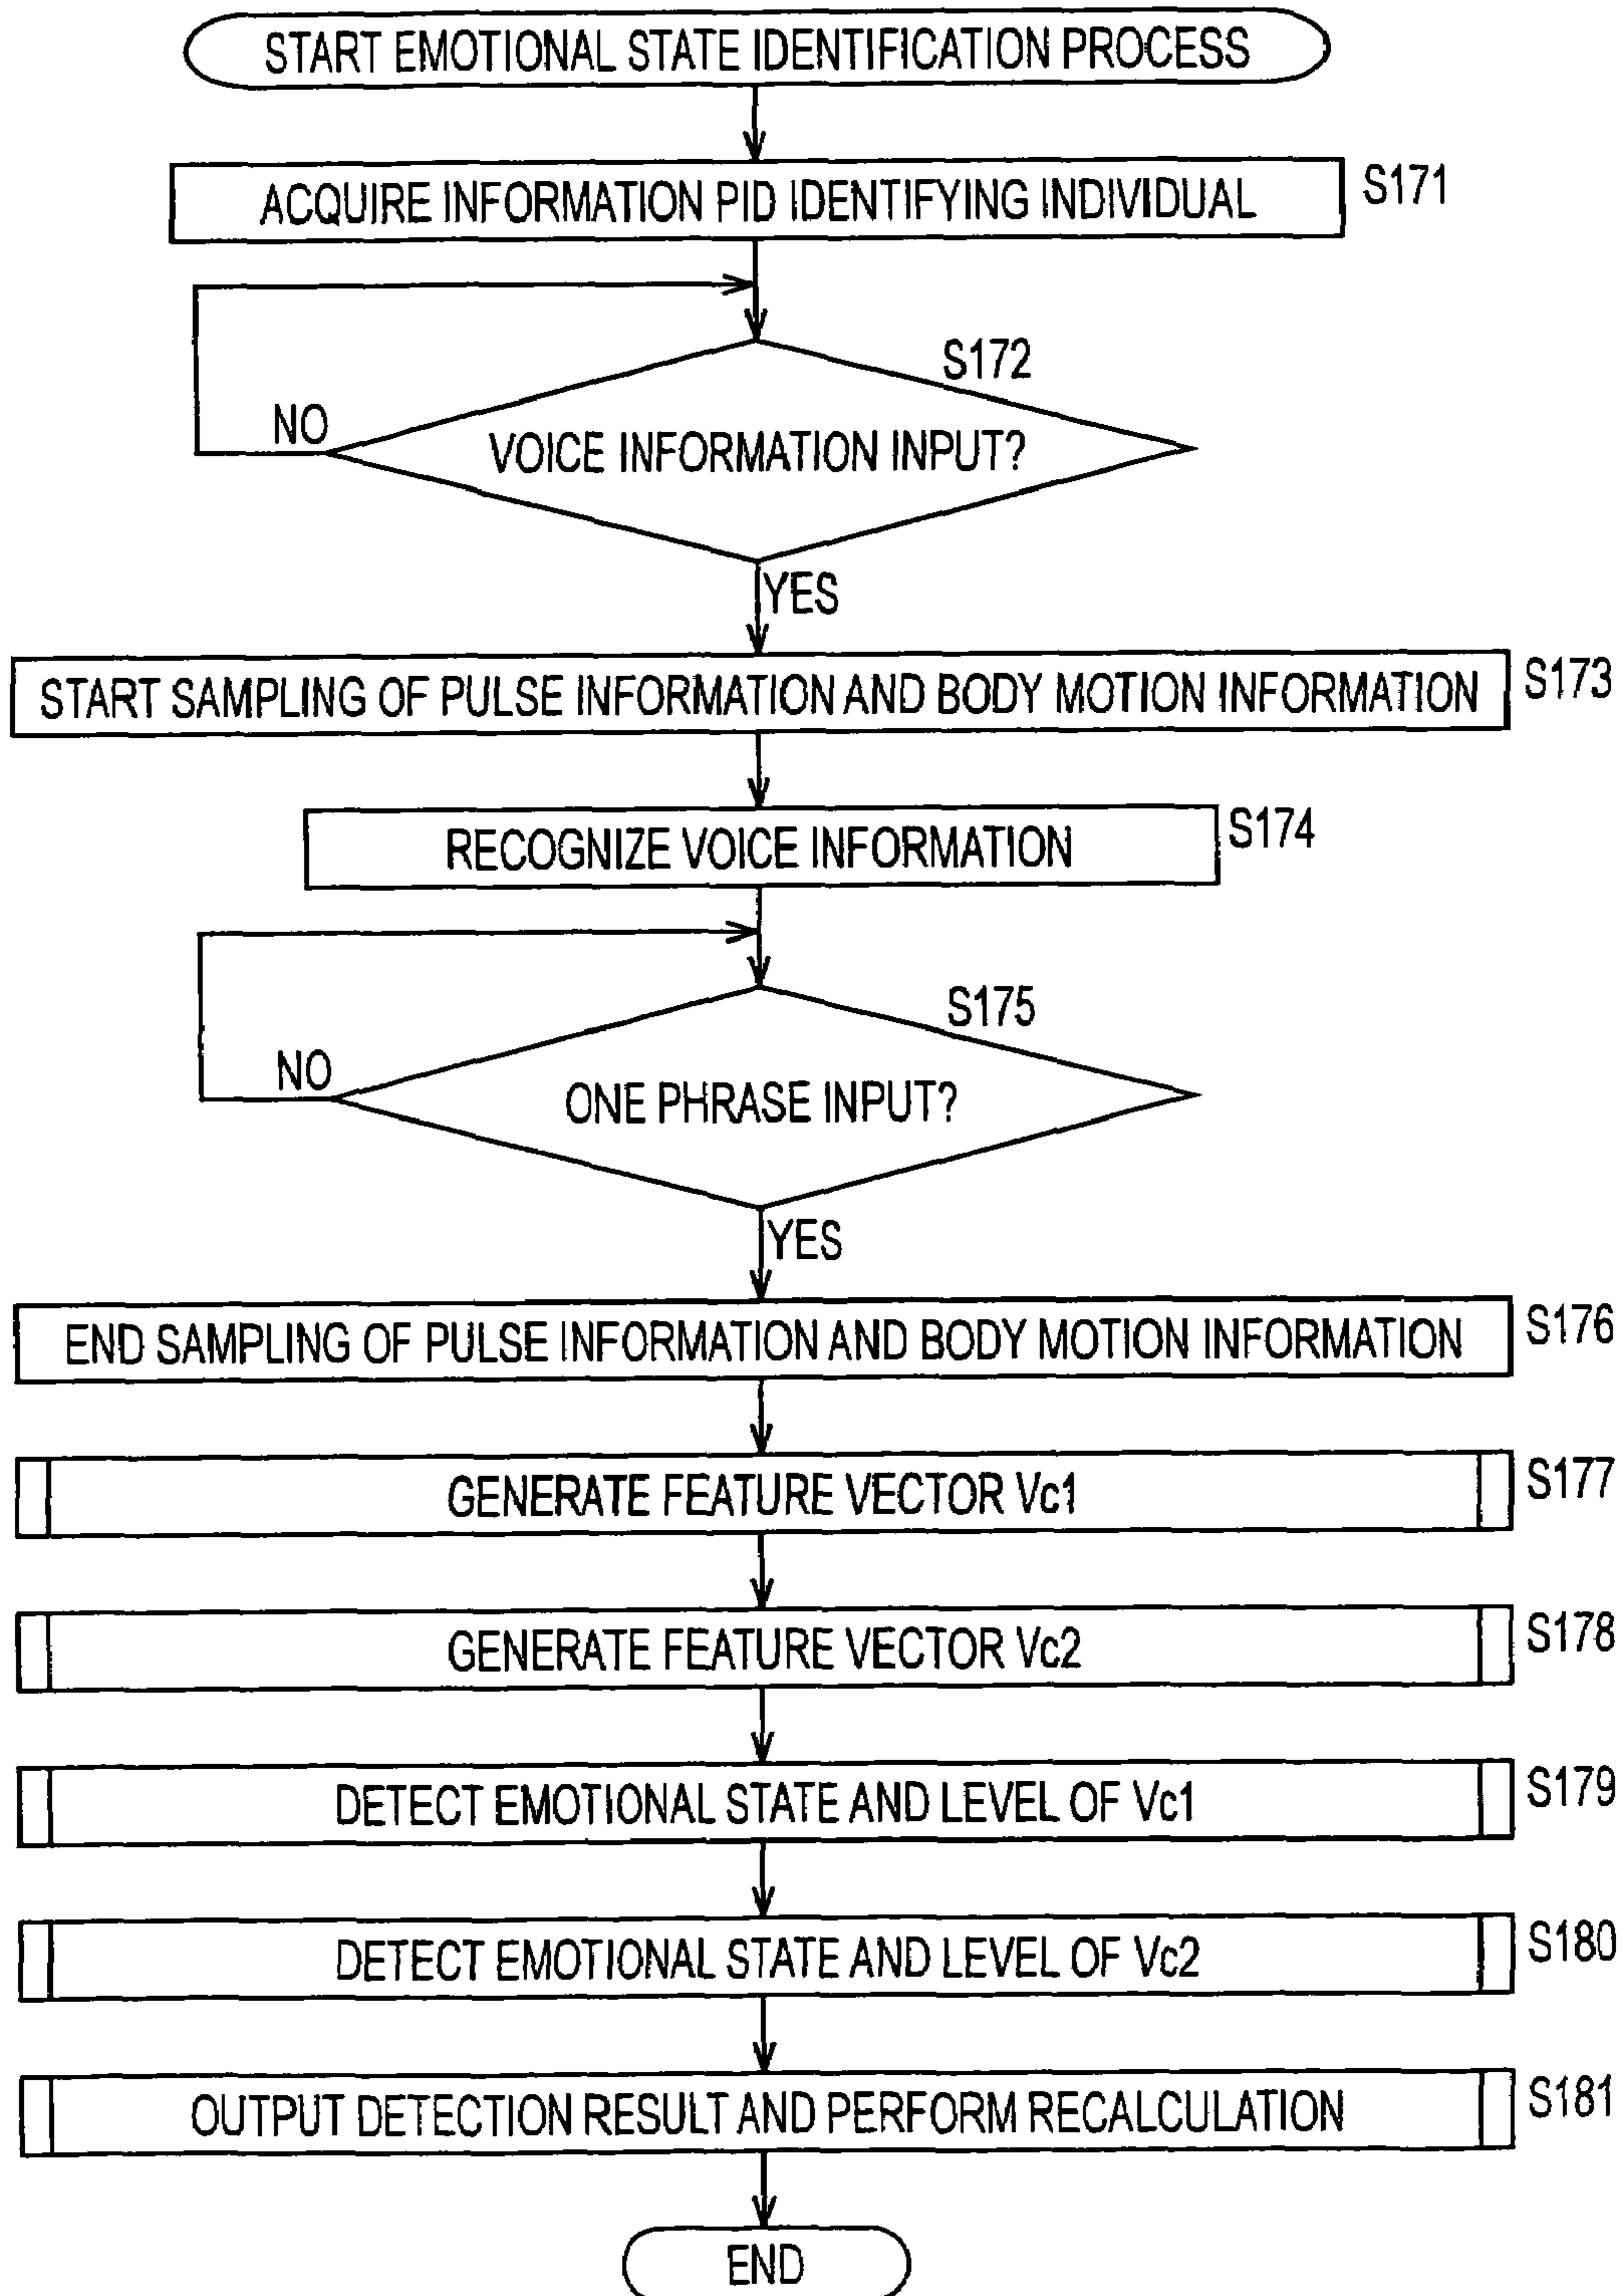 START EMOTIONAL STATE IDENTIFICATION PROCESS
ACQUIRE INFORMATION PID IDENTIFYING INDIVIDUAL
S171
S172
NO
VOICE INFORMATION INPUT?
YES
START SAMPLING OF PULSE INFORMATION AND BODY MOTION INFORMATION
S173
RECOGNIZE VOICE INFORMATION
S174
S175
NO
ONE PHRASE INPUT?
YES
END SAMPLING OF PULSE INFORMATION AND BODY MOTION INFORMATION
S176
GENERATE FEATURE VECTOR Vc1
S177
GENERATE FEATURE VECTOR Vc2
S178
DETECT EMOTIONAL STATE AND LEVEL OF Vc1
S179
DETECT EMOTIONAL STATE AND LEVEL OF Vc2
S180
OUTPUT DETECTION RESULT AND PERFORM RECALCULATION
S181
END